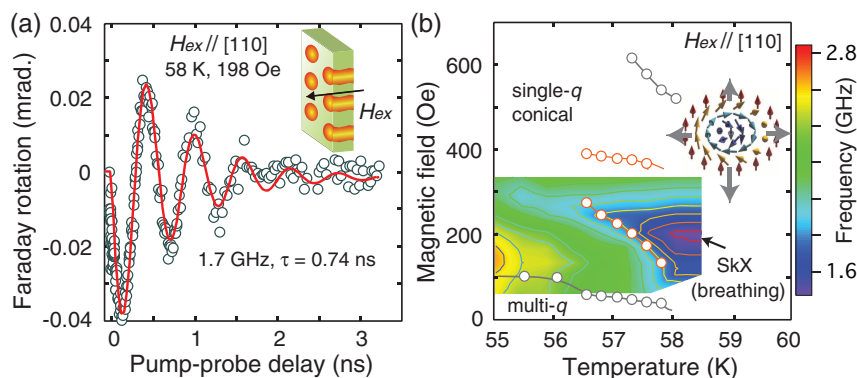 (a)
0.04
0.02
0
-0.02
-0.04
Faraday rotation (mrad.)
Hex // [110]
58 K, 198 Oe
Hex
1.7 GHz, τ = 0.74 ns
0
1
2
3
Pump-probe delay (ns)
(b)
600
400
200
0
Magnetic field (Oe)
Hex // [110]
single-q
conical
multi-q
SkX
(breathing)
55
56
57
58
59
60
Temperature (K)
2.8
1.6
Frequency (GHz)